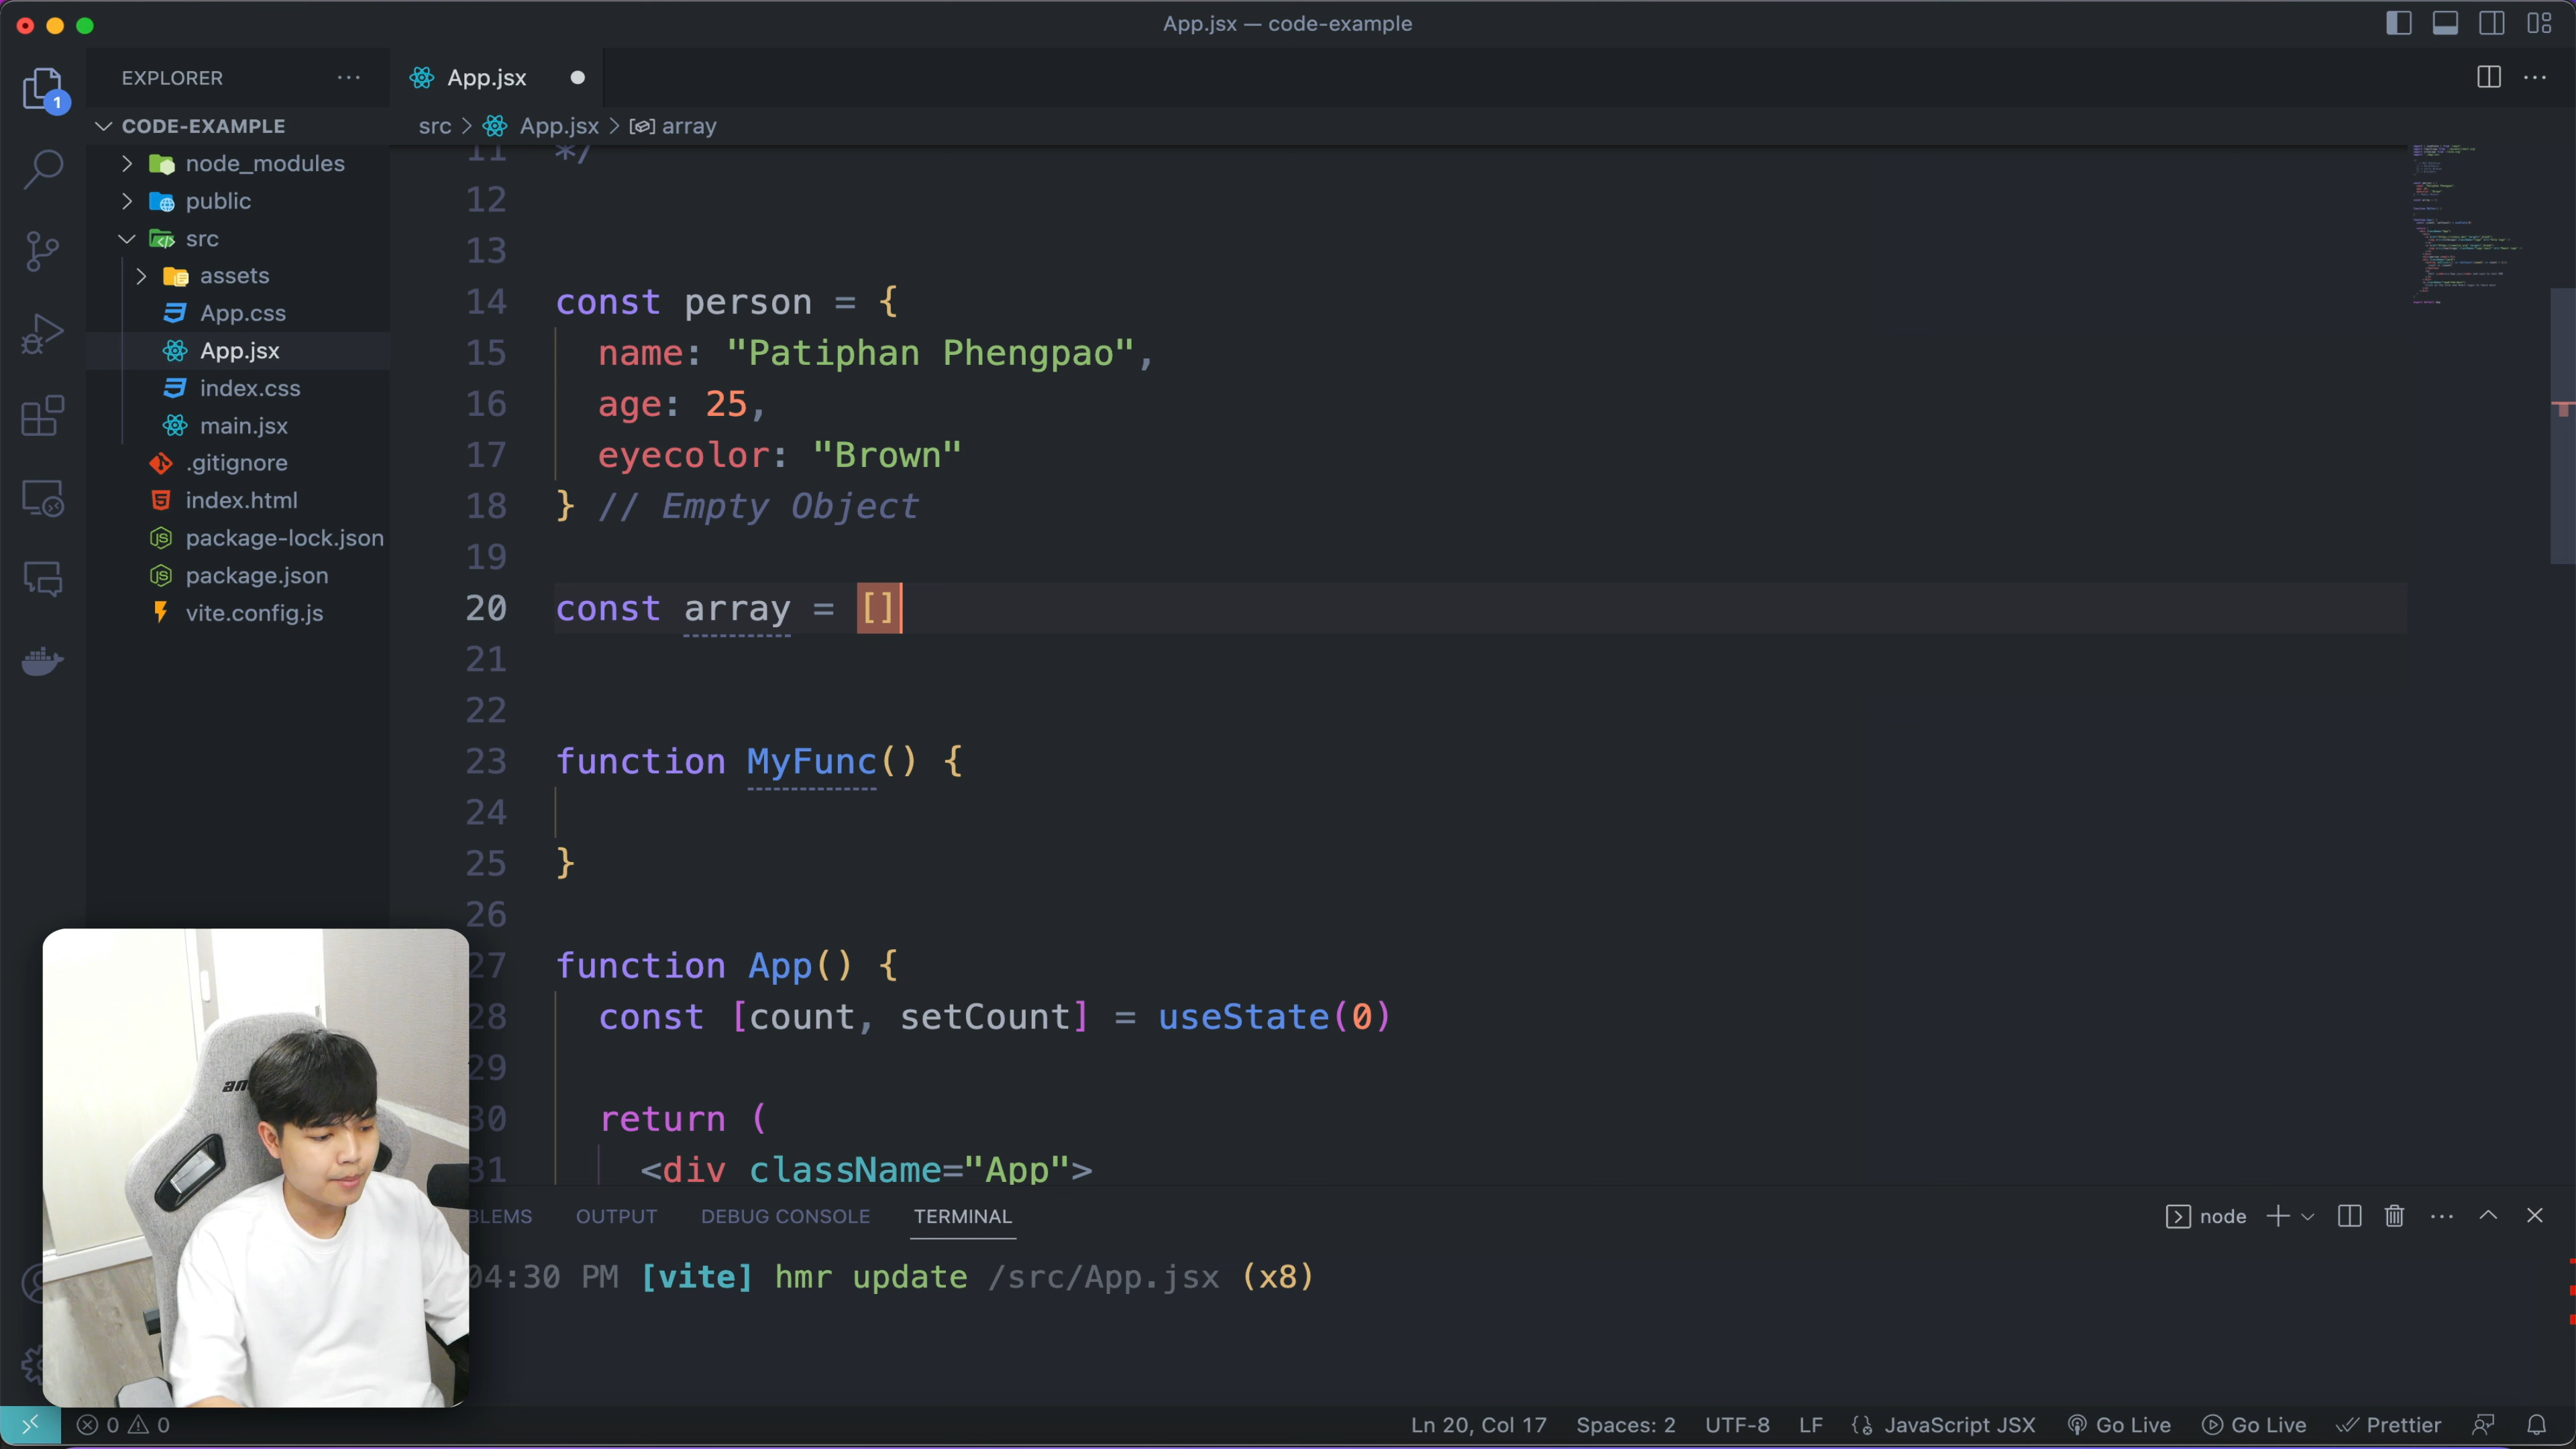 App.jsx — code-example
EXPLORER
App.jsx
1
CODE-EXAMPLE
src > App.jsx > array
node_modules
public
src
assets
App.css
App.jsx
index.css
main.jsx
.gitignore
index.html
package-lock.json
package.json
vite.config.js
11 */
12
13
14 const person = {
15 name: "Patiphan Phengpao",
16 age: 25,
17 eyecolor: "Brown"
18 } // Empty Object
19
20 const array = []
21
22
23 function MyFunc() {
24
25 }
26
27 function App() {
28 const [count, setCount] = useState(0)
29
30 return (
31 <div className="App">
BLEMS OUTPUT DEBUG CONSOLE TERMINAL
node
04:30 PM [vite] hmr update /src/App.jsx (x8)
0 0
Ln 20, Col 17 Spaces: 2 UTF-8 LF JavaScript JSX Go Live Go Live Prettier